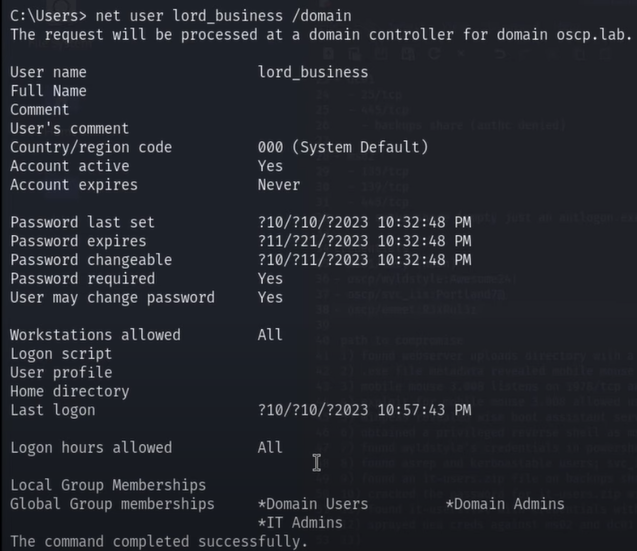 C:\Users> net user lord_business /domain
The request will be processed at a domain controller for domain oscp.lab.
User name lord_business
Full Name
Comment
User's comment
Country/region code 000 (System Default)
Account active Yes
Account expires Never
Password last set ?10/?10/?2023 10:32:48 PM
Password expires ?11/?21/?2023 10:32:48 PM
Password changeable ?10/?11/?2023 10:32:48 PM
Password required Yes
User may change password Yes
Workstations allowed All
Logon script
User profile
Home directory
Last logon ?10/?10/?2023 10:57:43 PM
Logon hours allowed All
Local Group Memberships
Global Group memberships *Domain Users *Domain Admins
*IT Admins
The command completed successfully.